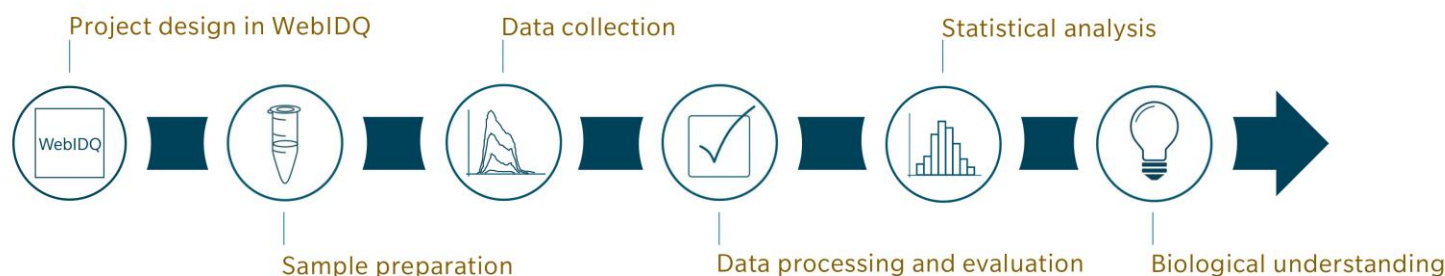 Project design in WebIDQ
Data collection
Statistical analysis
WebIDQ
Sample preparation
Data processing and evaluation
Biological understanding